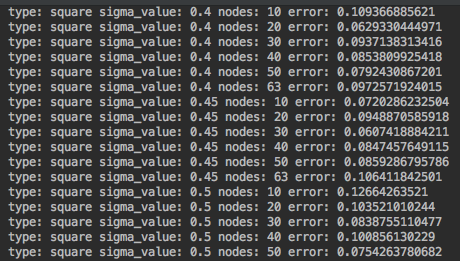 type: square sigma_value: 0.4 nodes: 10 error: 0.109366885621
type: square sigma_value: 0.4 nodes: 20 error: 0.0629330444971
type: square sigma_value: 0.4 nodes: 30 error: 0.0937138313416
type: square sigma_value: 0.4 nodes: 40 error: 0.0853809925418
type: square sigma_value: 0.4 nodes: 50 error: 0.0792430867201
type: square sigma_value: 0.4 nodes: 63 error: 0.0972571924015
type: square sigma_value: 0.45 nodes: 10 error: 0.0720286232504
type: square sigma_value: 0.45 nodes: 20 error: 0.0948870585918
type: square sigma_value: 0.45 nodes: 30 error: 0.0607418884211
type: square sigma_value: 0.45 nodes: 40 error: 0.0847457649115
type: square sigma_value: 0.45 nodes: 50 error: 0.0859286795786
type: square sigma_value: 0.45 nodes: 63 error: 0.106411842501
type: square sigma_value: 0.5 nodes: 10 error: 0.12664263521
type: square sigma_value: 0.5 nodes: 20 error: 0.103521010244
type: square sigma_value: 0.5 nodes: 30 error: 0.0838755110477
type: square sigma_value: 0.5 nodes: 40 error: 0.100856130229
type: square sigma_value: 0.5 nodes: 50 error: 0.0754263780682